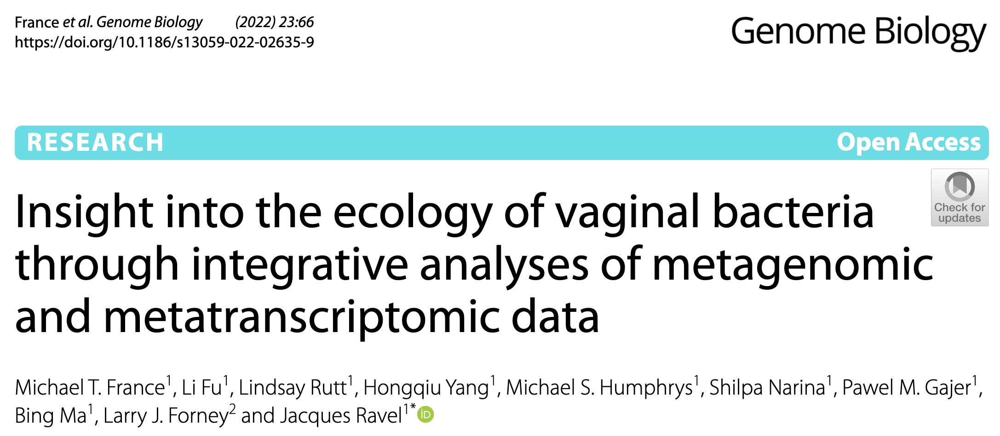 France et al. Genome Biology (2022) 23:66
https://doi.org/10.1186/s13059-022-02635-9
Genome Biology
RESEARCH
Open Access
Check for
updates
Insight into the ecology of vaginal bacteria
through integrative analyses of metagenomic
and metatranscriptomic data
Michael T. France1, Li Fu1, Lindsay Rutt1, Hongqiu Yang1, Michael S. Humphrys1, Shilpa Narina1, Pawel M. Gajer1,
Bing Ma1, Larry J. Forney2 and Jacques Ravel1* iD